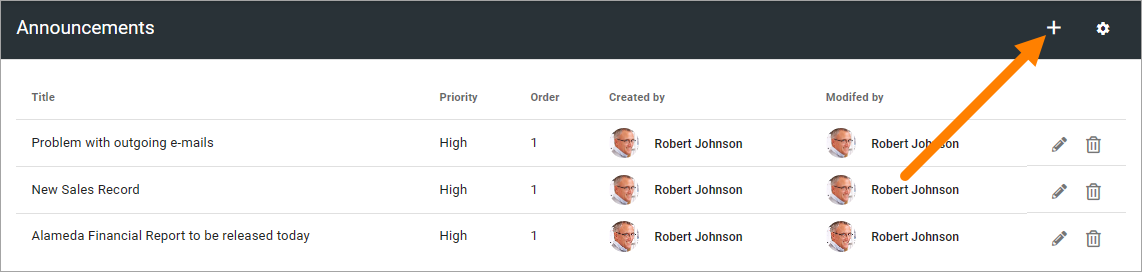 Announcements
Title Priority Order Created by Modifed by
Problem with outgoing e-mails High 1 Robert Johnson Robert Johnson
New Sales Record High 1 Robert Johnson Robert Johnson
Alameda Financial Report to be released today High 1 Robert Johnson Robert Johnson